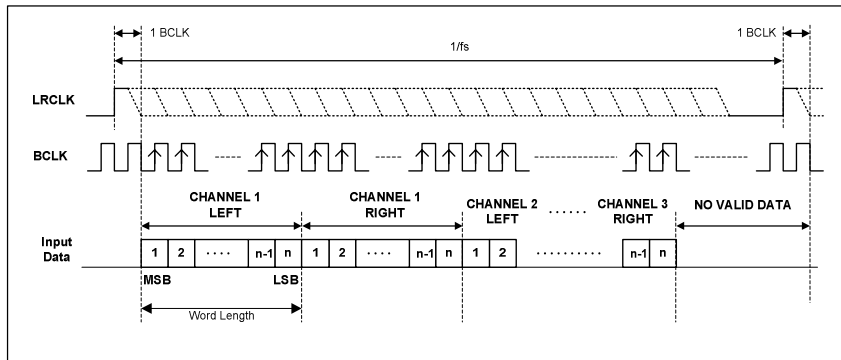 1 BCLK
1 BCLK
1/fs
LRCLK
BCLK
CHANNEL 1
LEFT
CHANNEL 1
RIGHT
CHANNEL 2
LEFT
CHANNEL 3
RIGHT
NO VALID DATA
Input
Data
1 2 n-1 n 1 2 n-1 n 1 2 n-1 n
MSB
LSB
Word Length